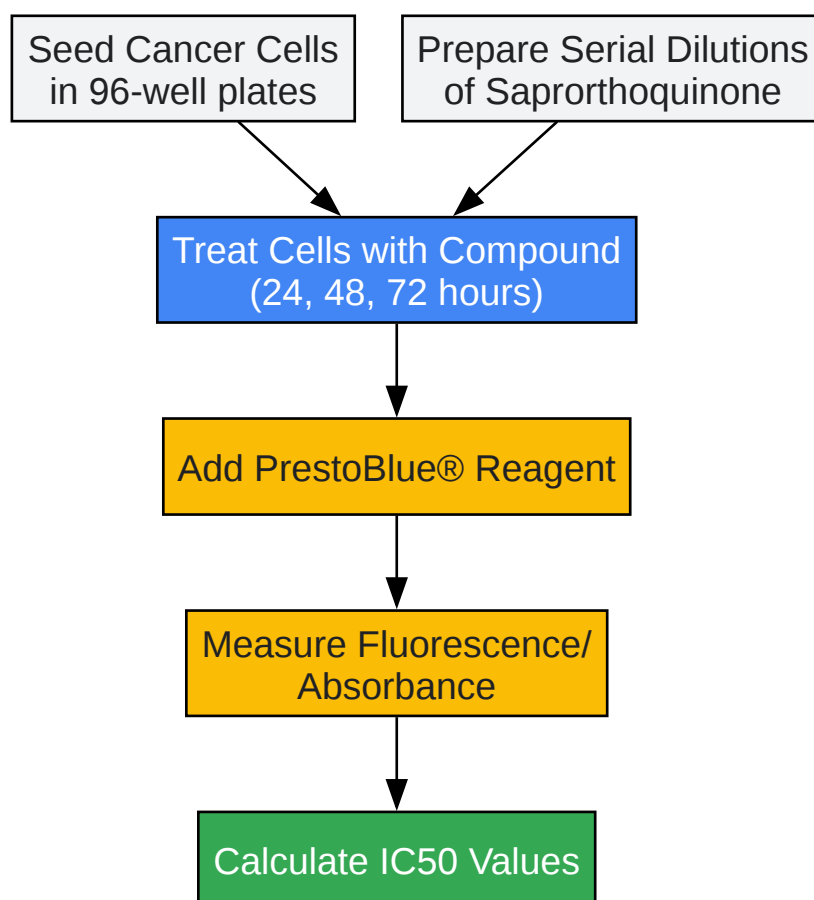 Seed Cancer Cells
in 96-well plates
Prepare Serial Dilutions
of Saprorthoquinone
Treat Cells with Compound
(24, 48, 72 hours)
Add PrestoBlue® Reagent
Measure Fluorescence/
Absorbance
Calculate IC50 Values